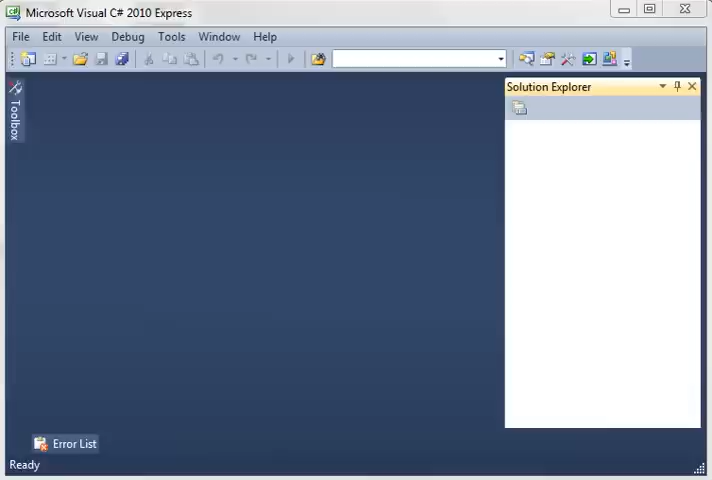 Microsoft Visual C# 2010 Express
File Edit View Debug Tools Window Help
Solution Explorer
Toolbox
Error List
Ready